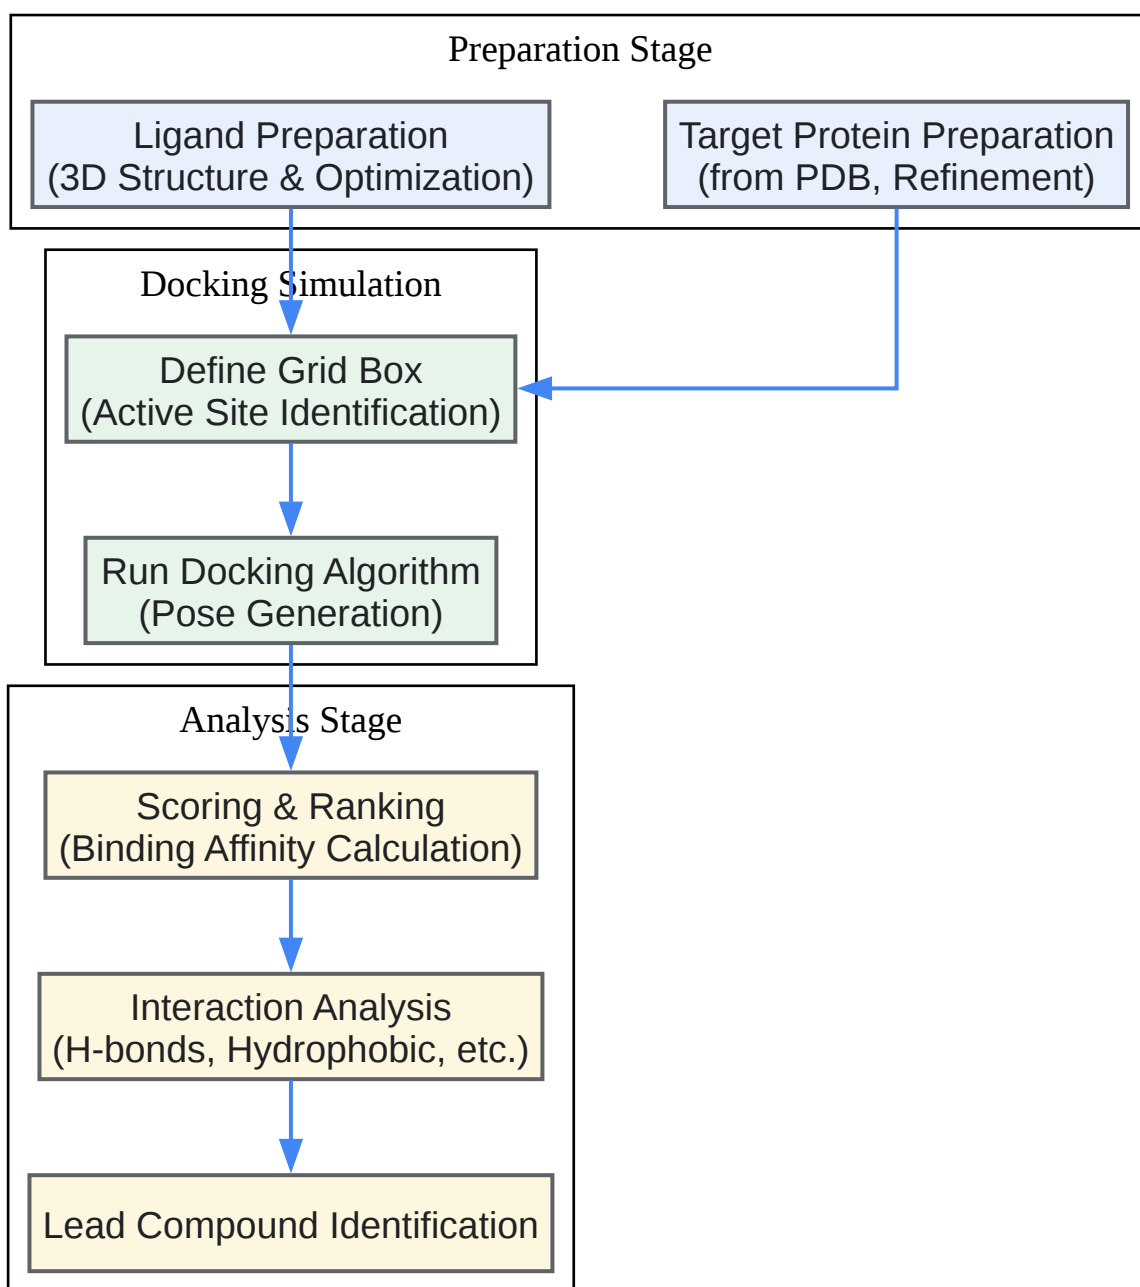 Preparation Stage
Ligand Preparation
(3D Structure & Optimization)
Target Protein Preparation
(from PDB, Refinement)
Docking Simulation
Define Grid Box
(Active Site Identification)
Run Docking Algorithm
(Pose Generation)
Analysis Stage
Scoring & Ranking
(Binding Affinity Calculation)
Interaction Analysis
(H-bonds, Hydrophobic, etc.)
Lead Compound Identification